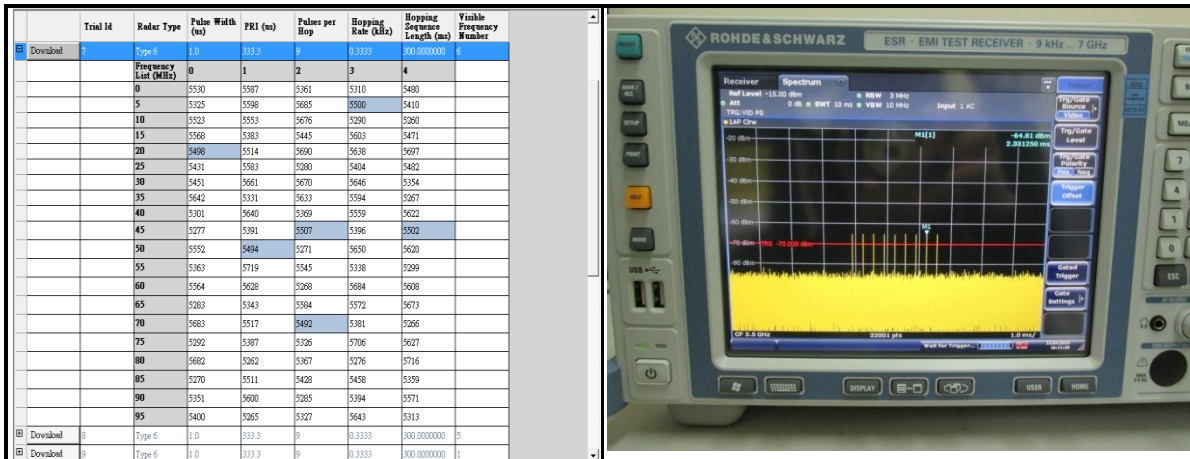 Trial Id Radar Type Pulse Width (us) PRI (us) Pulses per Hop Hopping Rate (kHz) Hopping Sequence Length (ms) Visible Frequency Number
Download 7 Type 6 1.0 333.3 9 0.3333 300.0000000 6
Frequency List (MHz) 0 1 2 3 4
0 5530 5587 5361 5310 5480
5 5325 5598 5685 5500 5410
10 5523 5553 5676 5290 5260
15 5568 5383 5445 5603 5471
20 5498 5514 5690 5638 5697
25 5431 5583 5280 5404 5482
30 5451 5661 5670 5646 5354
35 5642 5331 5633 5594 5267
40 5301 5640 5369 5559 5622
45 5277 5391 5507 5396 5502
50 5552 5494 5271 5650 5620
55 5363 5719 5545 5338 5299
60 5564 5628 5268 5684 5608
65 5283 5343 5584 5572 5673
70 5683 5517 5492 5381 5266
75 5292 5387 5326 5706 5627
80 5682 5262 5367 5276 5716
85 5270 5511 5428 5458 5359
90 5351 5600 5285 5394 5571
95 5400 5265 5327 5643 5313
Download 8 Type 6 1.0 333.3 9 0.3333 300.0000000 5
Download 9 Type 6 1.0 333.3 9 0.3333 300.0000000 1
ROHDE&SCHWARZ ESR · EMI TEST RECEIVER · 9 kHz ... 7 GHz
PRESET
SETUP
PRINT
HELP
MODE
USB
Receiver Spectrum
Ref Level -15.00 dBm RBW 3 MHz
Att 0 dB SWT 10 ms VBW 10 MHz Input 1 AC
TRG:VID PS
1AP Clrw
M1[1] -64.81 dBm
2.331250 ms
-20 dBm
-30 dBm
-40 dBm
-50 dBm
-60 dBm
M1
-70 dBm TRG -70.000 dBm
-80 dBm
CF 5.5 GHz 32001 pts 1.0 ms/
Wait for Trigger...
Trigger
Trg/Gate Source
Video
Trg/Gate Level
Trg/Gate Polarity
Pos Neg
Trigger Offset
Gated Trigger
Gate Settings
DISPLAY
USER
HOME
7
4
1
0
ESC